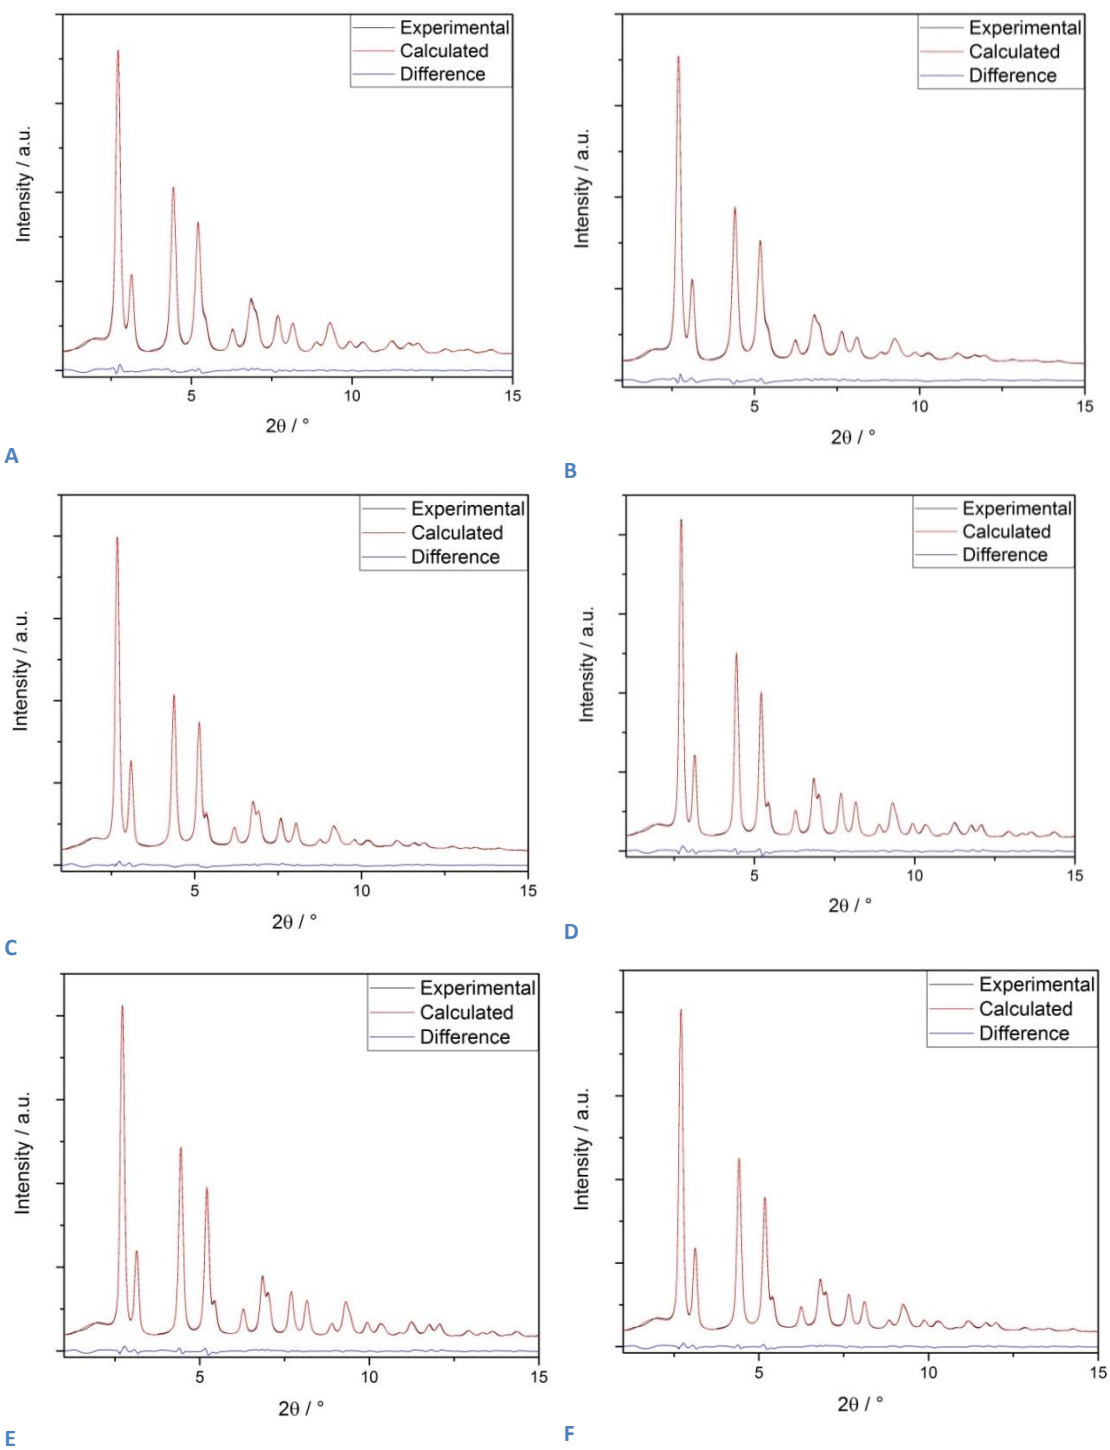 Experimental
Calculated
Difference
Intensity / a.u.
5
10
15
2θ / °
A
Experimental
Calculated
Difference
Intensity / a.u.
5
10
15
2θ / °
B
Experimental
Calculated
Difference
Intensity / a.u.
5
10
15
2θ / °
C
Experimental
Calculated
Difference
Intensity / a.u.
5
10
15
2θ / °
D
Experimental
Calculated
Difference
Intensity / a.u.
5
10
15
2θ / °
E
Experimental
Calculated
Difference
Intensity / a.u.
5
10
15
2θ / °
F